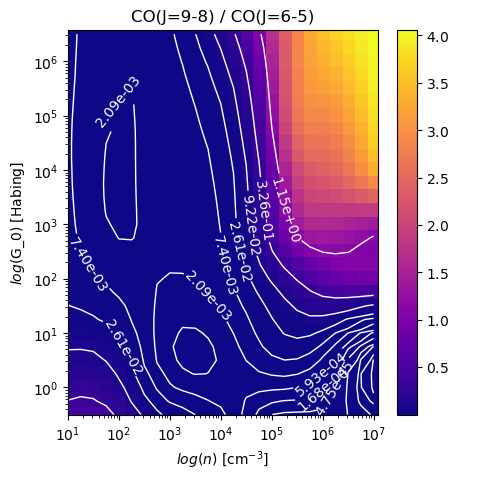 CO(J=9-8) / CO(J=6-5)
log(G_0) [Habing]
10^6
10^5
10^4
10^3
10^2
10^1
10^0
2.09e-03
7.40e-03
2.61e-02
2.09e-03
7.40e-03
2.61e-02
9.22e-02
3.26e-01
1.15e+00
5.93e-04
1.68e-04
4.75e-05
10^1
10^2
10^3
10^4
10^5
10^6
10^7
log(n) [cm^−3]
4.0
3.5
3.0
2.5
2.0
1.5
1.0
0.5